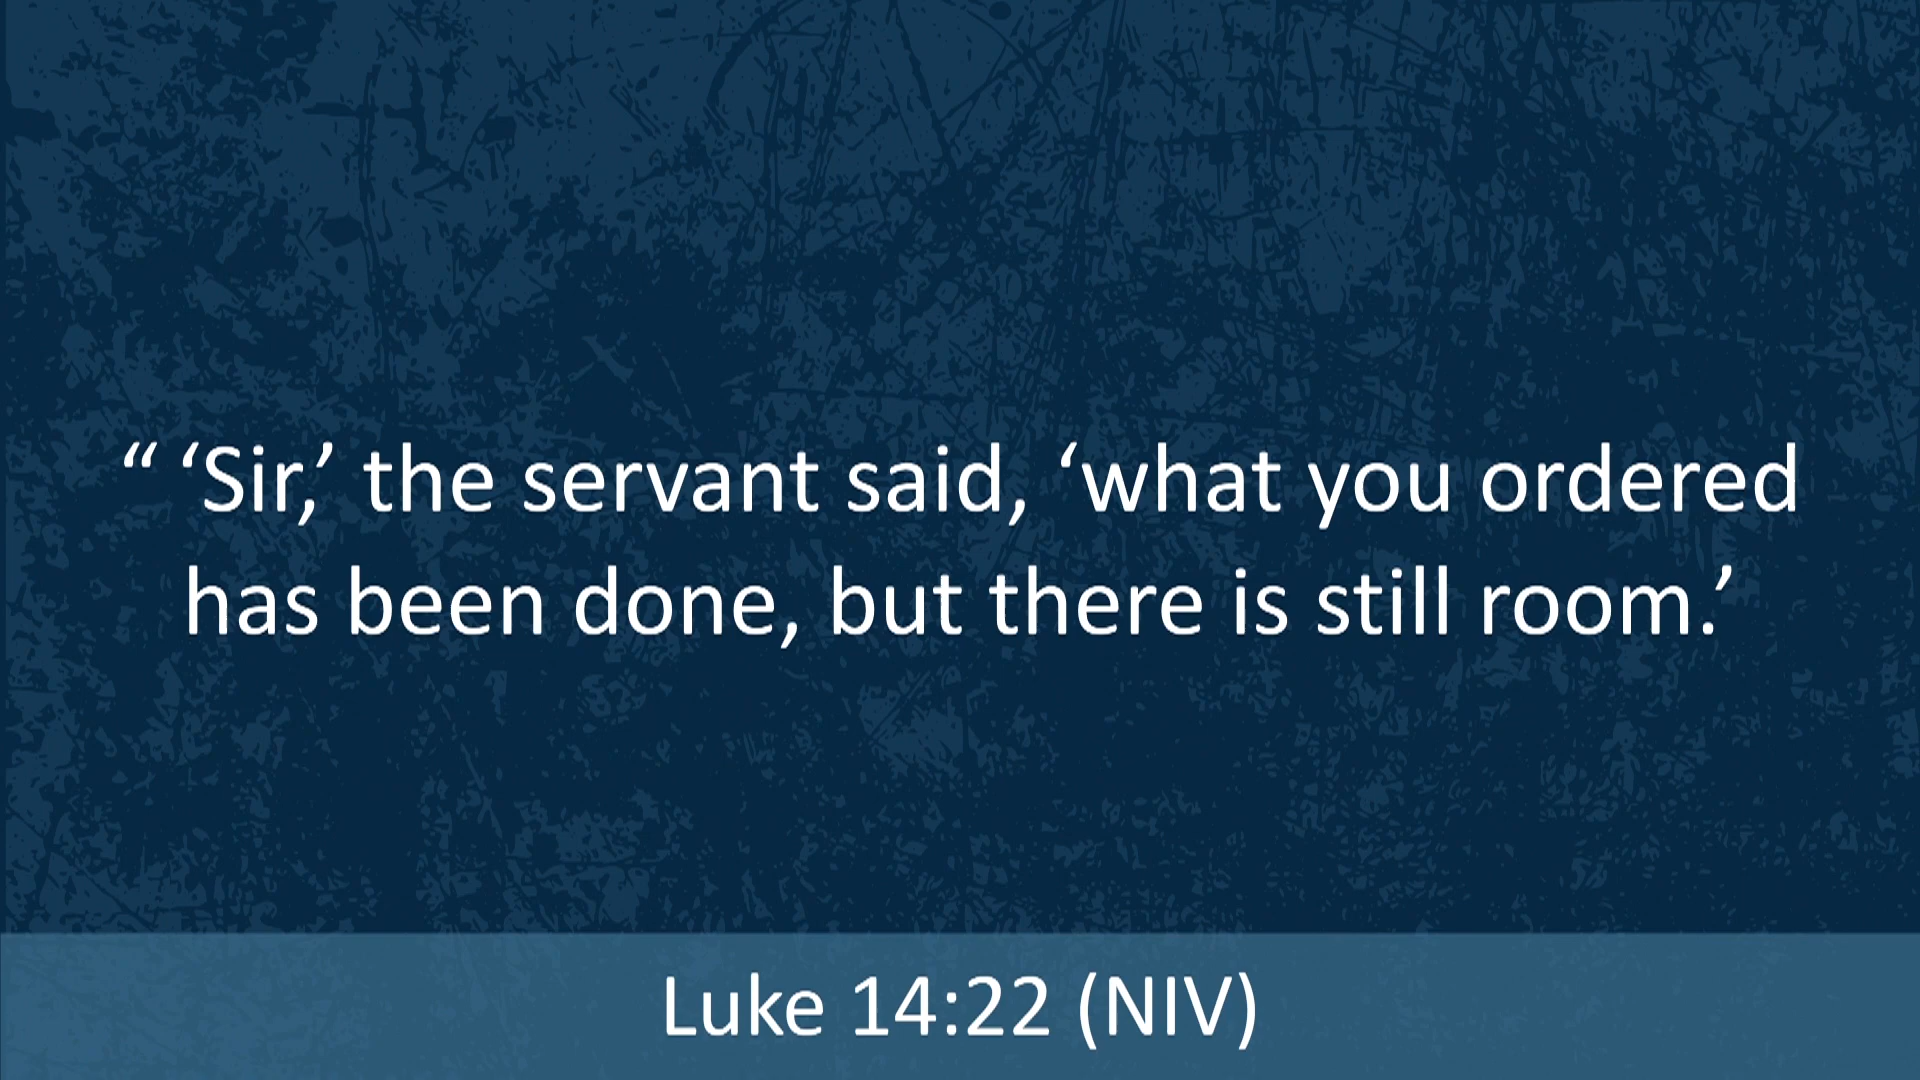 “ ‘Sir,’ the servant said, ‘what you ordered
has been done, but there is still room.’
Luke 14:22 (NIV)